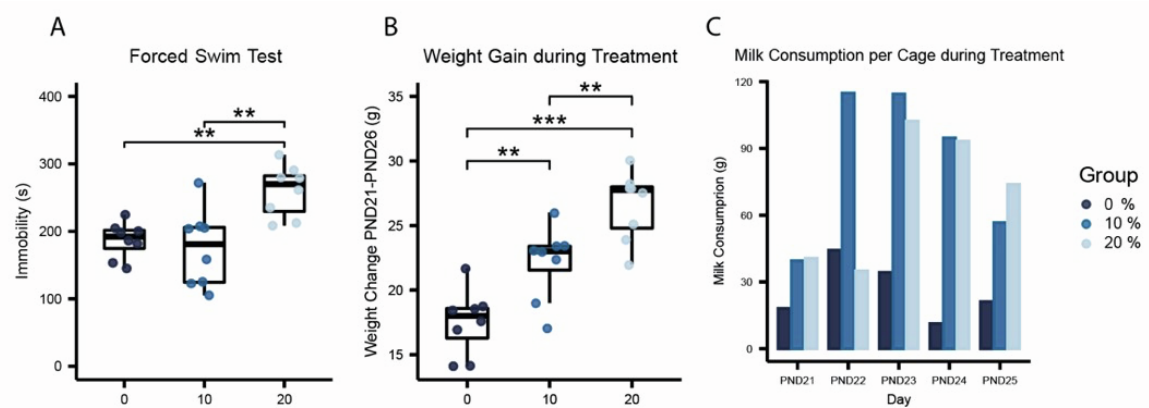 A
B
C
Forced Swim Test
Weight Gain during Treatment
Milk Consumption per Cage during Treatment
Immobility (s)
400
300
200
100
0
**
**
0
10
20
Weight Change PND21-PND26 (g)
35
30
25
20
15
**
***
**
0
10
20
Milk Consumprion (g)
120
90
60
30
0
PND21
PND22
PND23
PND24
PND25
Day
Group
0 %
10 %
20 %